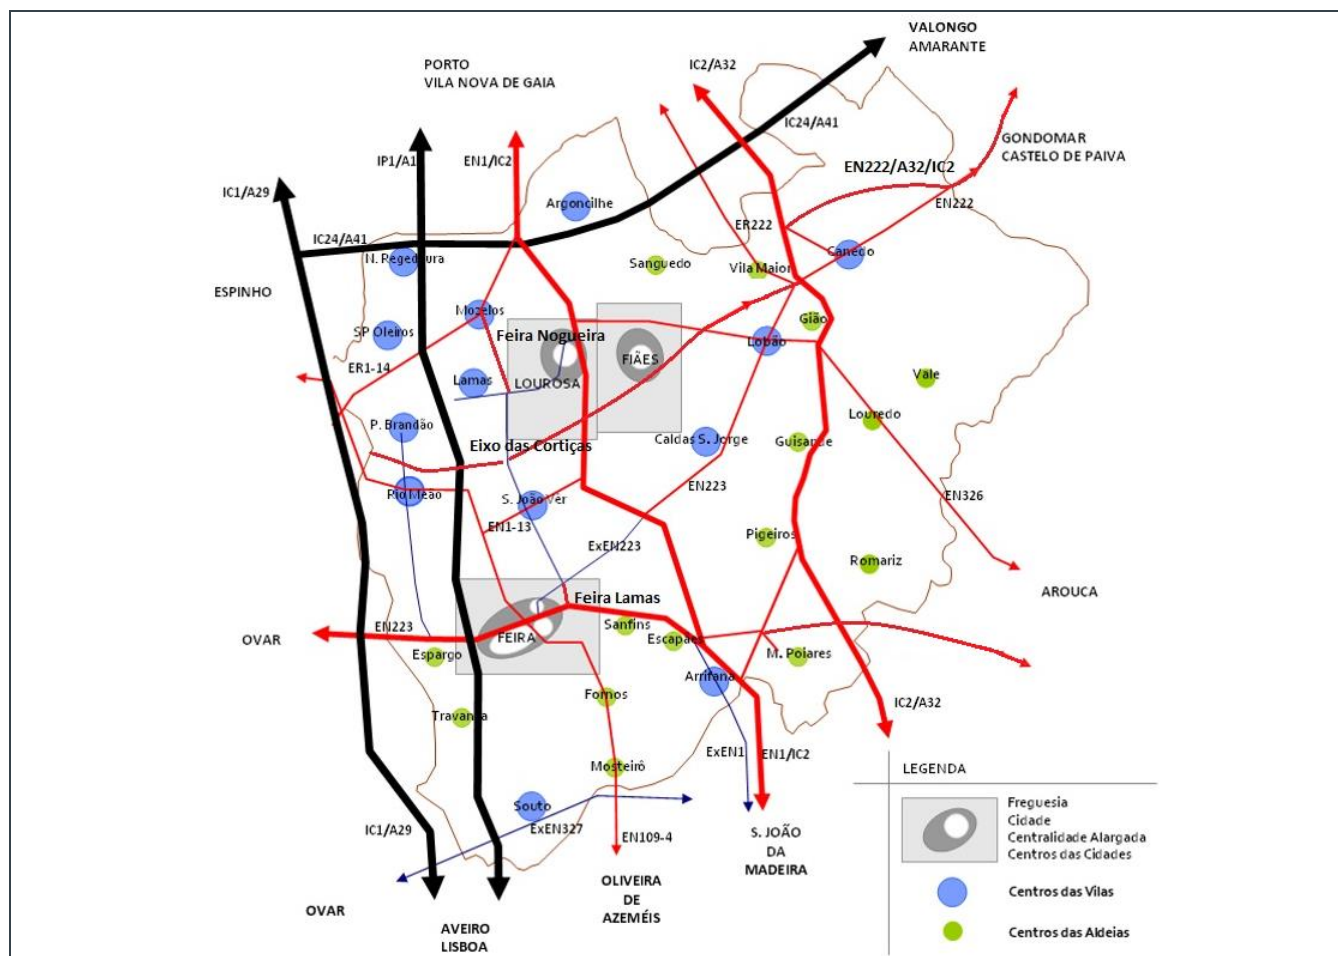 VALONGO
AMARANTE
PORTO
VILA NOVA DE GAIA
IC2/A32
IC24/A41
GONDOMAR
CASTELO DE PAIVA
IP1/A1
EN1/IC2
EN222/A32/IC2
IC1/A29
Argoncilhe
EN222
ER222
IC24/A41
N. Regedoura
Sanguedo
Vila Maior
Canedo
ESPINHO
Mozelos
Gião
SP Oleiros
Feira Nogueira
Lobão
FIÃES
ER1-14
Lamas
LOUROSA
Vale
P. Brandão
Louredo
Eixo das Cortiças
Caldas S. Jorge
Guisande
Rio Meão
S. João Ver
EN223
EN326
EN1-13
Pigeiros
ExEN223
Romariz
AROUCA
Feira Lamas
EN223
Sanfins
OVAR
FEIRA
Escapães
Espargo
M. Poiares
Arrifana
Fornos
IC2/A32
Travanca
ExEN1
EN1/IC2
Mosteirô
LEGENDA
Souto
Freguesia
Cidade
Centralidade Alargada
Centros das Cidades
IC1/A29
ExEN327
EN109-4
S. JOÃO
DA
MADEIRA
OLIVEIRA
DE
AZEMÉIS
Centros das Vilas
OVAR
AVEIRO
LISBOA
Centros das Aldeias